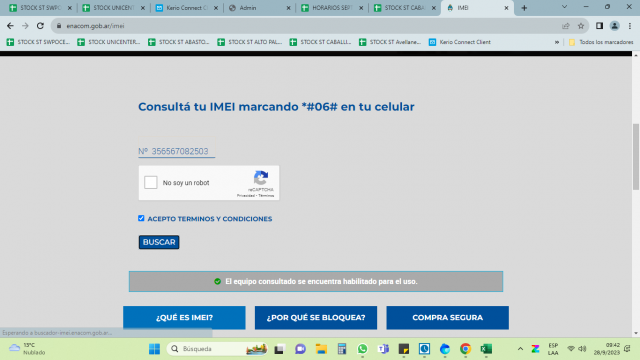 STOCK ST SWPO
STOCK UNICENT
Kerio Connect C
Admin
HORARIOS SEPT
STOCK ST CABA
IMEI
enacom.gob.ar/imei
STOCK ST SWPOCE...
STOCK UNICENTER...
STOCK ST ABASTO...
STOCK ST ALTO PAL...
STOCK ST CABALLI...
STOCK ST Avellane...
Kerio Connect Client
»
Todos los marcadores
Consultá tu IMEI marcando *#06# en tu celular
Nº 356567082503
No soy un robot
reCAPTCHA
Privacidad - Términos
ACEPTO TERMINOS Y CONDICIONES
BUSCAR
El equipo consultado se encuentra habilitado para el uso.
¿QUÉ ES IMEI?
¿POR QUÉ SE BLOQUEA?
COMPRA SEGURA
Esperando a buscador-imei.enacom.gob.ar...
13°C
Nublado
Búsqueda
ESP
LAA
09:42
28/9/2023